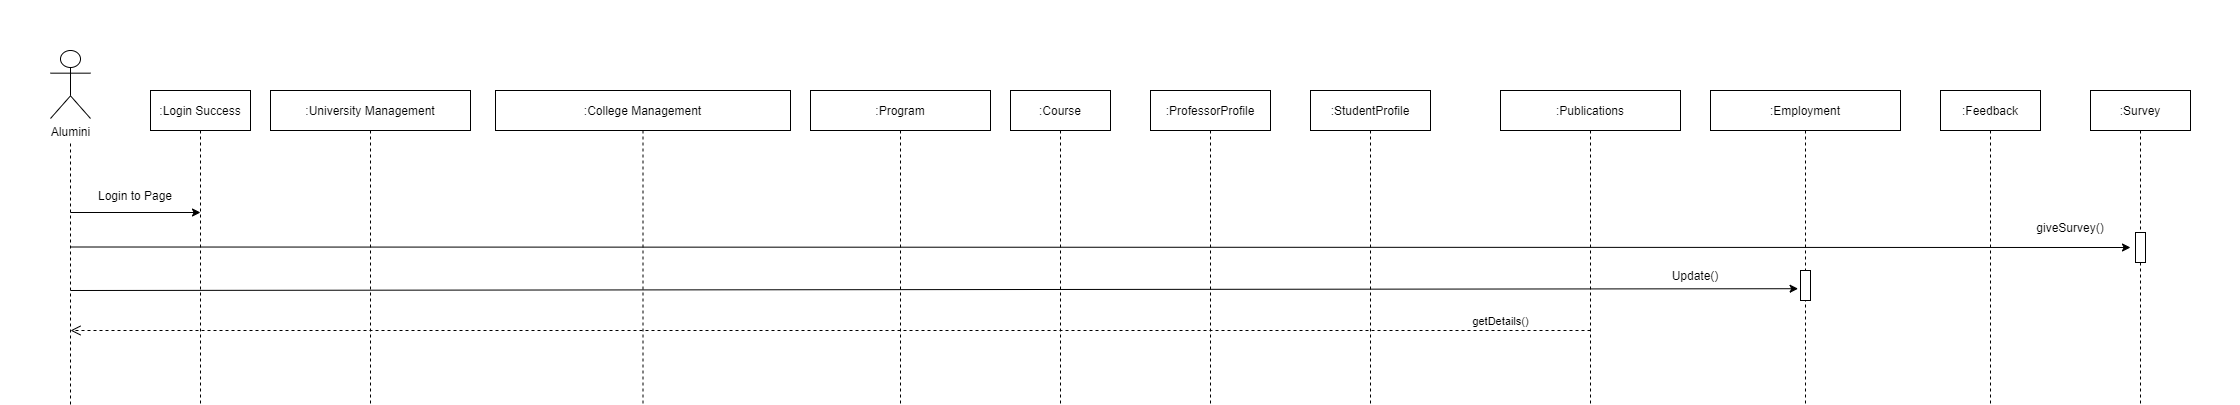 Alumini
:Login Success
:University Management
:College Management
:Program
:Course
:ProfessorProfile
:StudentProfile
:Publications
:Employment
:Feedback
:Survey
Login to Page
giveSurvey()
Update()
getDetails()